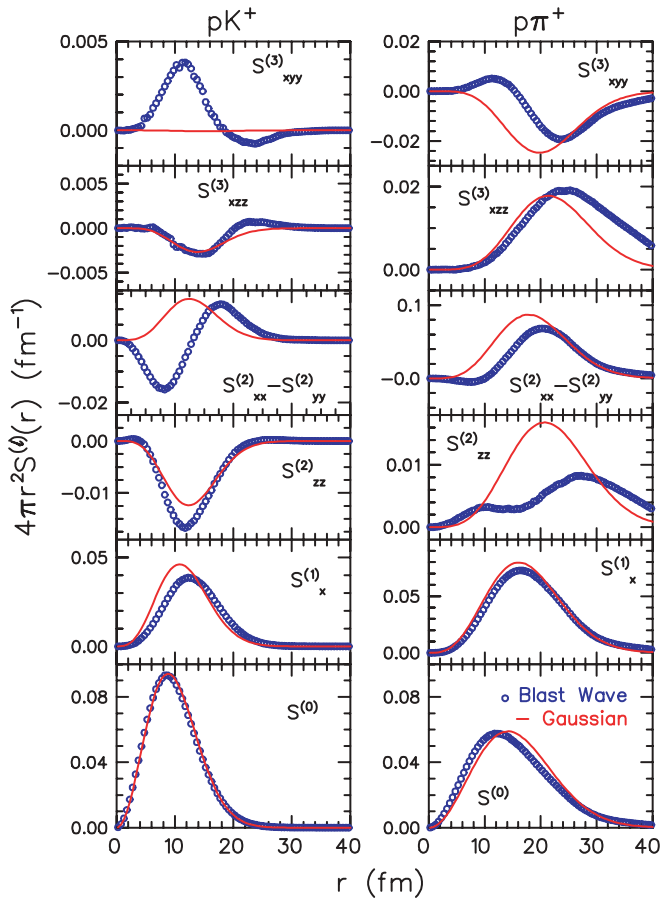 pK⁺ pπ⁺
4πr²S⁽ˡ⁾(r) (fm⁻¹)
0.005
0.000
S⁽³⁾xyy
0.02
0.00
−0.02
S⁽³⁾xyy
0.005
0.000
−0.005
S⁽³⁾xzz
0.02
0.00
S⁽³⁾xzz
0.00
−0.02
S⁽²⁾xx−S⁽²⁾yy
0.1
−0.0
S⁽²⁾xx−S⁽²⁾yy
0.00
−0.01
S⁽²⁾zz
0.01
0.00
S⁽²⁾zz
0.05
0.00
S⁽¹⁾x
0.05
0.00
S⁽¹⁾x
0.08
0.04
0.00
S⁽⁰⁾
0.08
0.04
0.00
Blast Wave
Gaussian
S⁽⁰⁾
0 10 20 30 40 0 20 40
r (fm) r (fm)